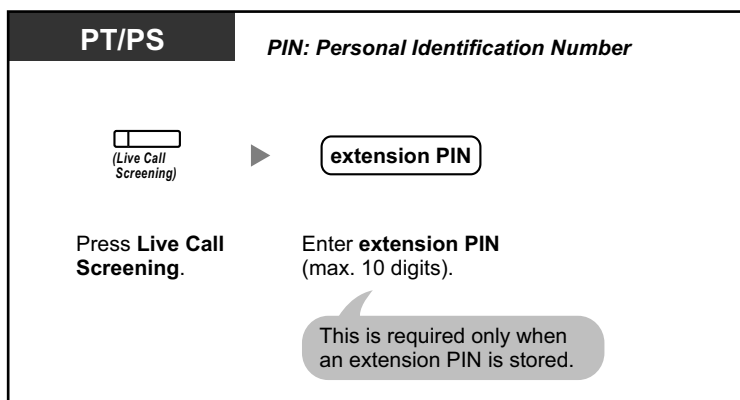 PT/PS
PIN: Personal Identification Number
(Live Call
Screening)
extension PIN
Press Live Call
Screening.
Enter extension PIN
(max. 10 digits).
This is required only when
an extension PIN is stored.